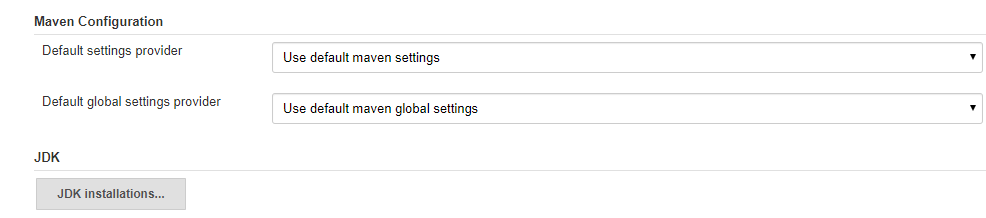 Maven Configuration
Default settings provider
Use default maven settings
Default global settings provider
Use default maven global settings
JDK
JDK installations...